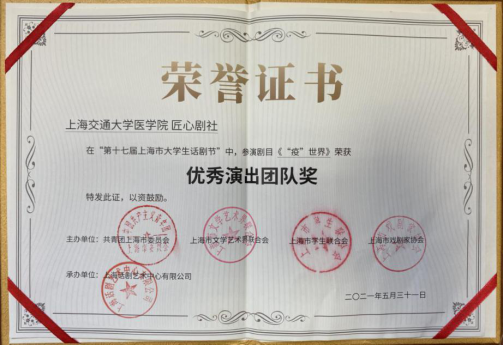 荣誉证书
上海交通大学医学院 匠心剧社
在“第十七届上海市大学生话剧节”中，参演剧目《“疫”世界》荣获
优秀演出团队奖
特发此证，以资鼓励。
主办单位：共青团上海市委员会 上海市文学艺术界联合会 上海市学生联合会 上海市戏剧家协会
承办单位：上海话剧艺术中心有限公司
二〇二一年五月三十一日